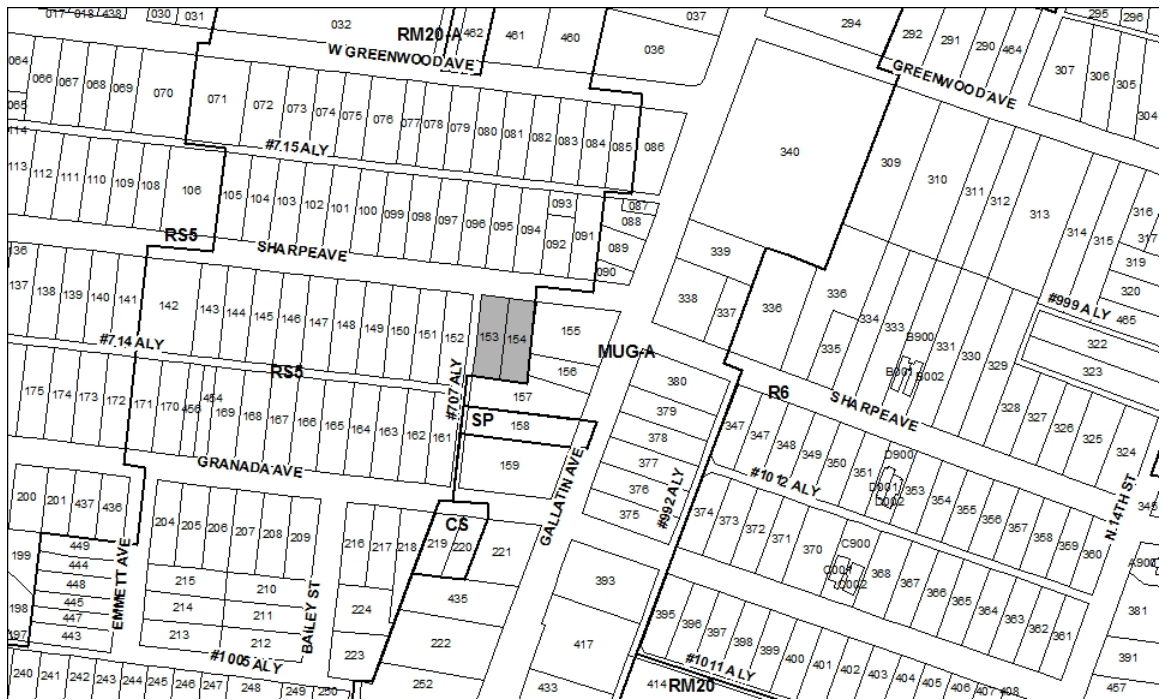 017 018 438 030 031 032 462 461 460 037 294 292 291 290 464 295 296
RM20-A
W GREENWOOD AVE
036
GREENWOOD AVE
307 306 305 304
064 066 067 068 069 070 071 072 073 074 075 076 077 078 079 080 081 082 083 084 085 086
065
340
309 310 311 312 313 314 315 316 317 319 320 465
#715 ALY
113 112 111 110 109 108 106 105 104 103 102 101 100 099 098 097 096 095 094 093 092 091 087 088 089 090
RS5
SHARPE AVE
339 338 337 336 336 335 334 333 331 330 329
#999 ALY
322
323
137 138 139 140 141 142 143 144 145 146 147 148 149 150 151 152 153 154 155
#714 ALY
RS5
MUG-A
156
157
#707 ALY
SP
158
159
B900
B001 B002
R6
SHARPE AVE
380
379
378
377
376
375
#992 ALY
175 174 173 172 171 170 456 454 169 168 167 166 165 164 163 162 161
GRANADA AVE
347 347 348 349 350 351 353 354 355 356 357 358 359 360
D900
D001
D002
328 327 326 325 324
N.14TH ST
#1012 ALY
374 373 372 371 370 368 367 366 365 364 363 362 361
C900
GALLATIN AVE
200 201 437 436 204 205 206 207 208 209 216 217 218 219 220 221
CS
199
449
444
448
445
447
443
198
EMMETT AVE
215 210
214 211
213 212
BAILEY ST
224
223
435
222
252
393
417
433
395 396 397 398 399 400 401 402 403 404 405 406 407 408
#1011 ALY
414
RM20
#1005 ALY
240 241 242 243 244 245 246 247 248 249 250
381
391
457